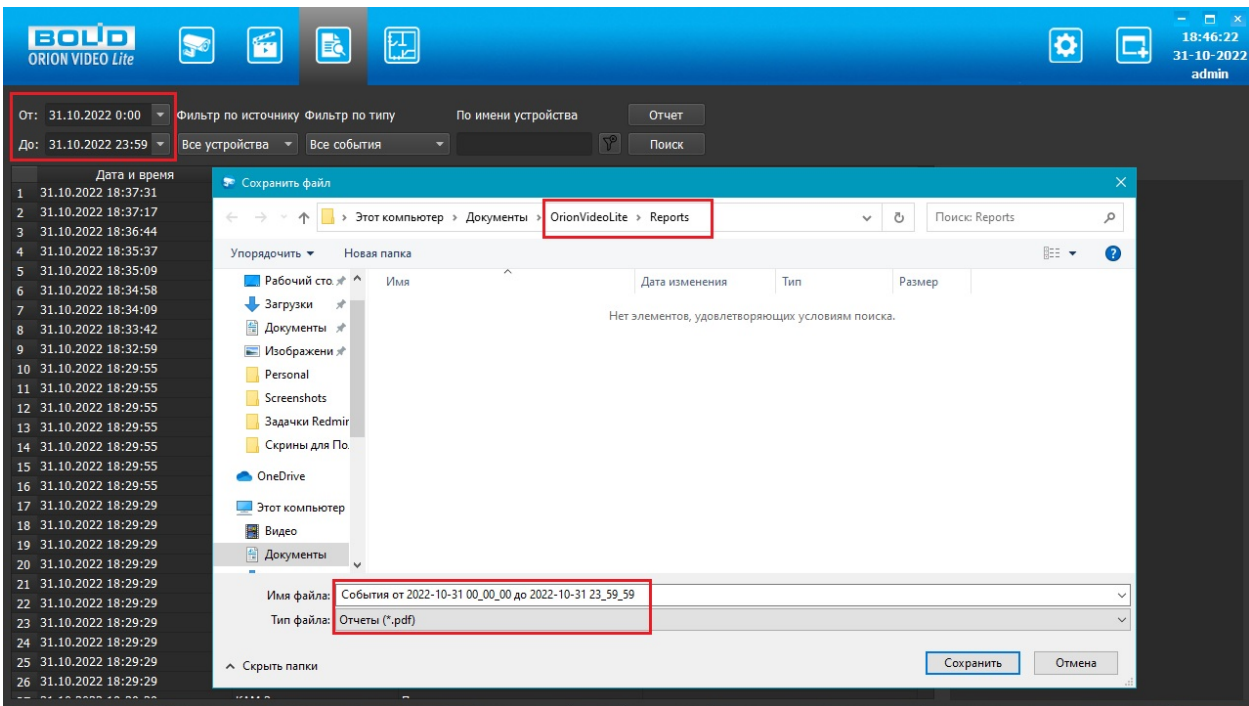 BOLID
ORION VIDEO Lite
18:46:22
31-10-2022
admin
От: 31.10.2022 0:00 Фильтр по источнику Фильтр по типу По имени устройства Отчет
До: 31.10.2022 23:59 Все устройства Все события Поиск
Дата и время
1 31.10.2022 18:37:31
2 31.10.2022 18:37:17
3 31.10.2022 18:36:44
4 31.10.2022 18:35:37
5 31.10.2022 18:35:09
6 31.10.2022 18:34:58
7 31.10.2022 18:34:09
8 31.10.2022 18:33:42
9 31.10.2022 18:32:59
10 31.10.2022 18:29:55
11 31.10.2022 18:29:55
12 31.10.2022 18:29:55
13 31.10.2022 18:29:55
14 31.10.2022 18:29:55
15 31.10.2022 18:29:55
16 31.10.2022 18:29:55
17 31.10.2022 18:29:29
18 31.10.2022 18:29:29
19 31.10.2022 18:29:29
20 31.10.2022 18:29:29
21 31.10.2022 18:29:29
22 31.10.2022 18:29:29
23 31.10.2022 18:29:29
24 31.10.2022 18:29:29
25 31.10.2022 18:29:29
26 31.10.2022 18:29:29
Сохранить файл
Этот компьютер › Документы › OrionVideoLite › Reports
Поиск: Reports
Упорядочить Новая папка
Рабочий сто.
Загрузки
Документы
Изображени
Personal
Screenshots
Задачки Redmir
Скрины для По.
OneDrive
Этот компьютер
Видео
Документы
Имя Дата изменения Тип Размер
Нет элементов, удовлетворяющих условиям поиска.
Имя файла: События от 2022-10-31 00_00_00 до 2022-10-31 23_59_59
Тип файла: Отчеты (*.pdf)
Скрыть папки Сохранить Отмена